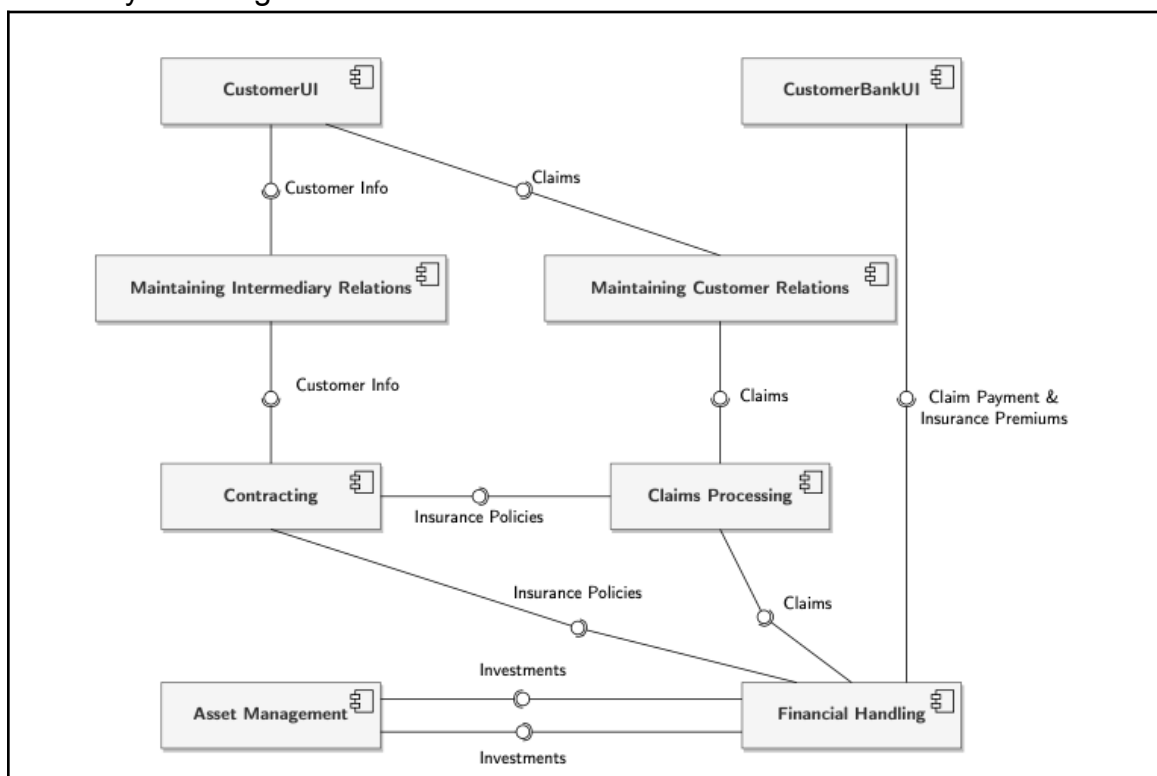 CustomerUI
CustomerBankUI
Claims
Customer Info
Maintaining Intermediary Relations
Maintaining Customer Relations
Customer Info
Claims
Claim Payment &
Insurance Premiums
Contracting
Claims Processing
Insurance Policies
Insurance Policies
Claims
Investments
Asset Management
Financial Handling
Investments